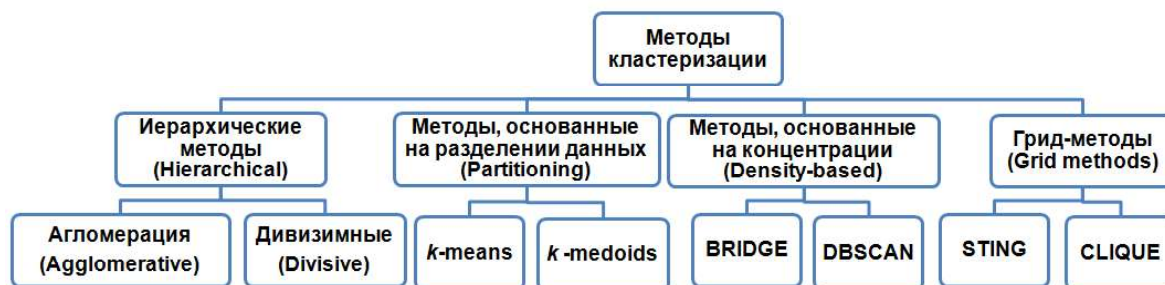 Методы
кластеризации
Иерархические
методы
(Hierarchical)
Методы, основанные
на разделении данных
(Partitioning)
Методы, основанные
на концентрации
(Density-based)
Грид-методы
(Grid methods)
Агломерация
(Agglomerative)
Дивизимные
(Divisive)
k-means
k -medoids
BRIDGE
DBSCAN
STING
CLIQUE